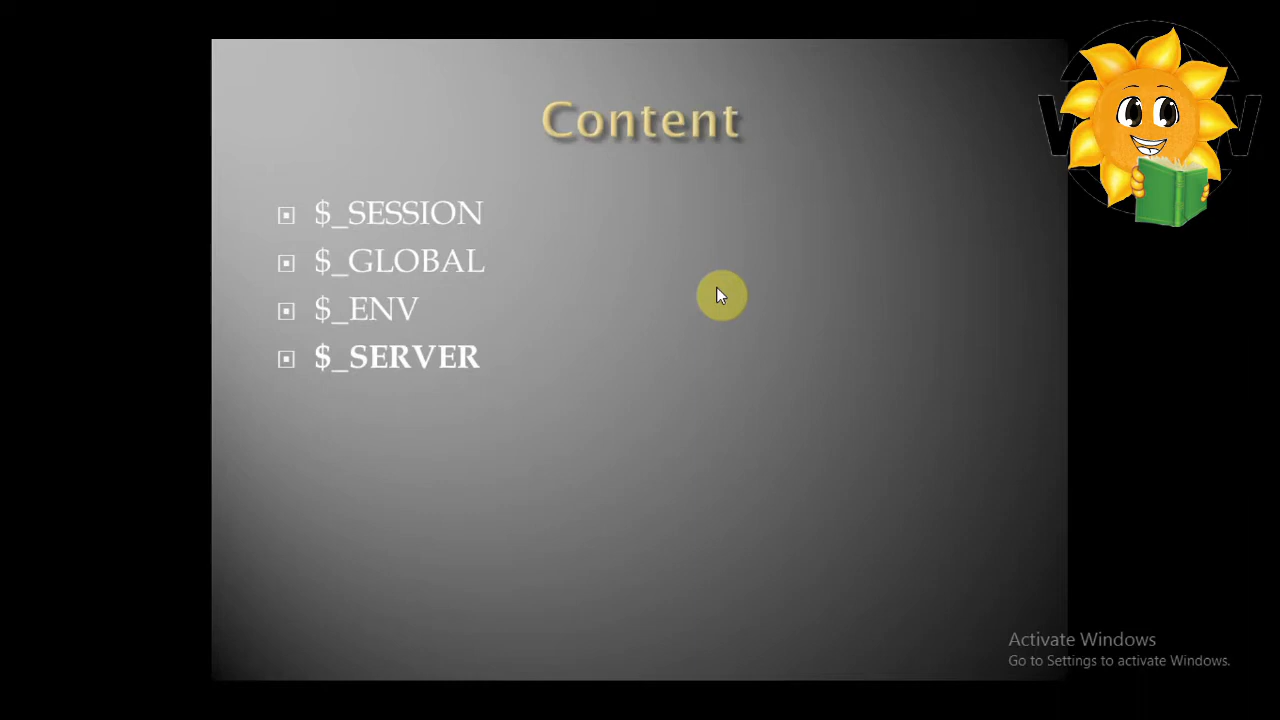 Content
$_SESSION
$_GLOBAL
$_ENV
$_SERVER
Activate Windows
Go to Settings to activate Windows.